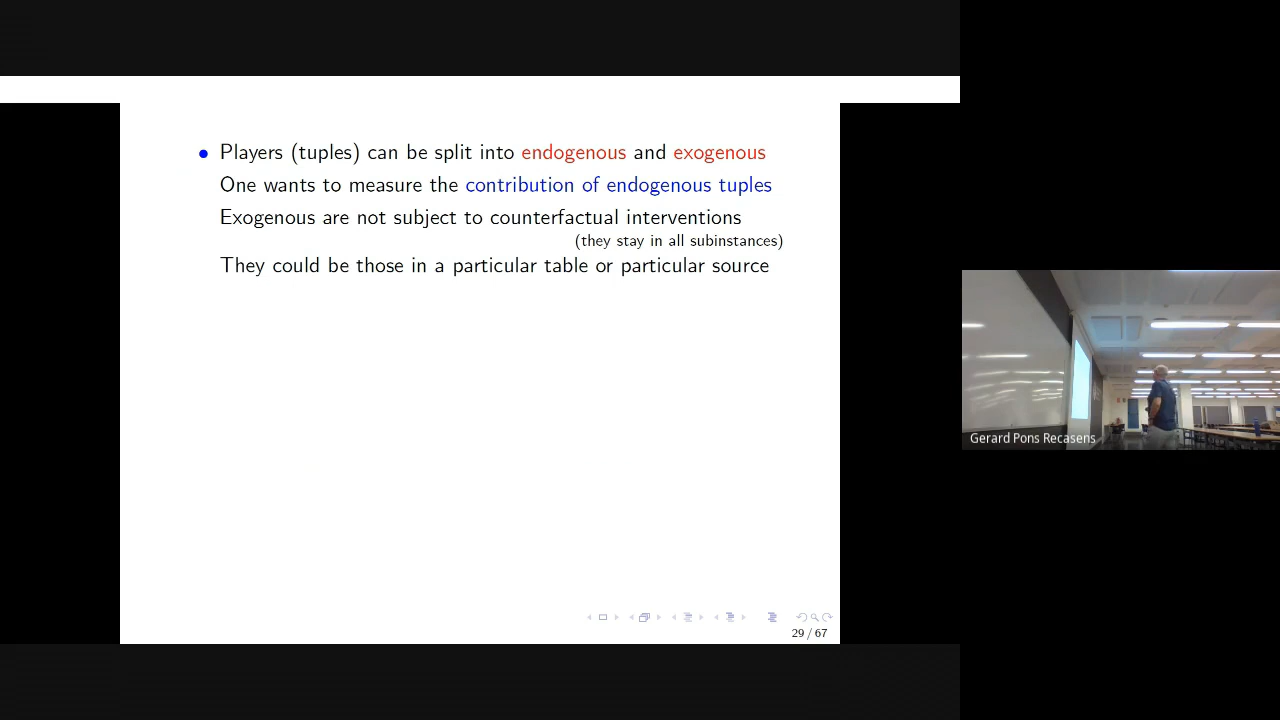 • Players (tuples) can be split into endogenous and exogenous
One wants to measure the contribution of endogenous tuples
Exogenous are not subject to counterfactual interventions
(they stay in all subinstances)
They could be those in a particular table or particular source
29 / 67
Gerard Pons Recasens